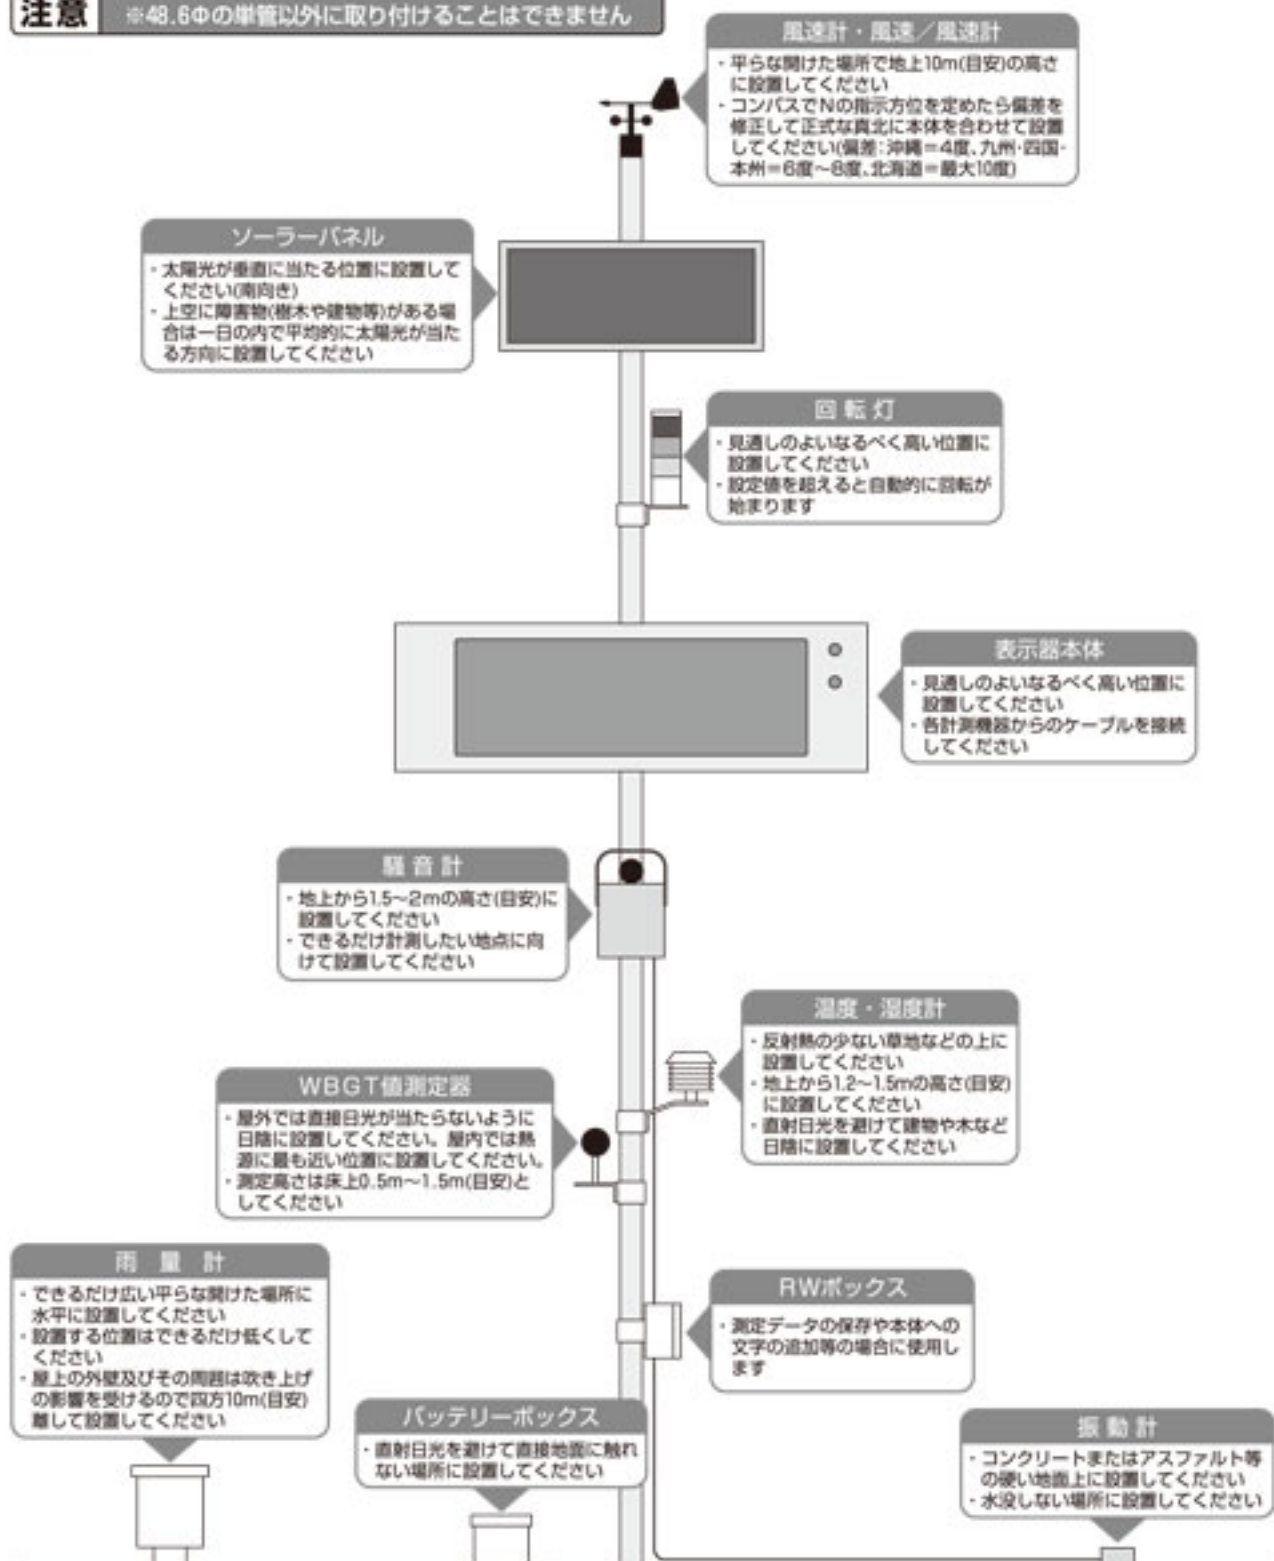 注意 ※48.6Φの単管以外に取り付けることはできません
風速計・風速／風速計
・平らな開けた場所で地上10m(目安)の高さ
に設置してください
・コンパスでNの指示方位を定めたら偏差を
修正して正式な真北に本体を合わせて設置
してください(偏差：沖縄＝4度、九州・四国・
本州＝6度～8度、北海道＝最大10度)
ソーラーパネル
・太陽光が垂直に当たる位置に設置して
ください(南向き)
・上空に障害物(樹木や建物等)がある場
合は一日の内で平均的に太陽光が当た
る方向に設置してください
回転灯
・見通しのよいなるべく高い位置に
設置してください
・設定値を超えると自動的に回転が
始まります
表示器本体
・見通しのよいなるべく高い位置に
設置してください
・各計測機器からのケーブルを接続
してください
騒音計
・地上から1.5～2mの高さ(目安)に
設置してください
・できるだけ計測したい地点に向
けて設置してください
温度・湿度計
・反射熱の少ない草地などの上に
設置してください
・地上から1.2～1.5mの高さ(目安)
に設置してください
・直射日光を避けて建物や木など
日陰に設置してください
WBGT値測定器
・屋外では直接日光が当たらないように
日陰に設置してください。屋内では熱
源に最も近い位置に設置してください。
・測定高さは床上0.5m～1.5m(目安)と
してください
雨量計
・できるだけ広い平らな開けた場所に
水平に設置してください
・設置する位置はできるだけ低くして
ください
・屋上の外壁及びその周囲は吹き上げ
の影響を受けるので四方10m(目安)
離して設置してください
RWボックス
・測定データの保存や本体への
文字の追加等の場合に使用し
ます
バッテリーボックス
・直射日光を避けて直接地面に触れ
ない場所に設置してください
振動計
・コンクリートまたはアスファルト等
の硬い地面上に設置してください
・水没しない場所に設置してください